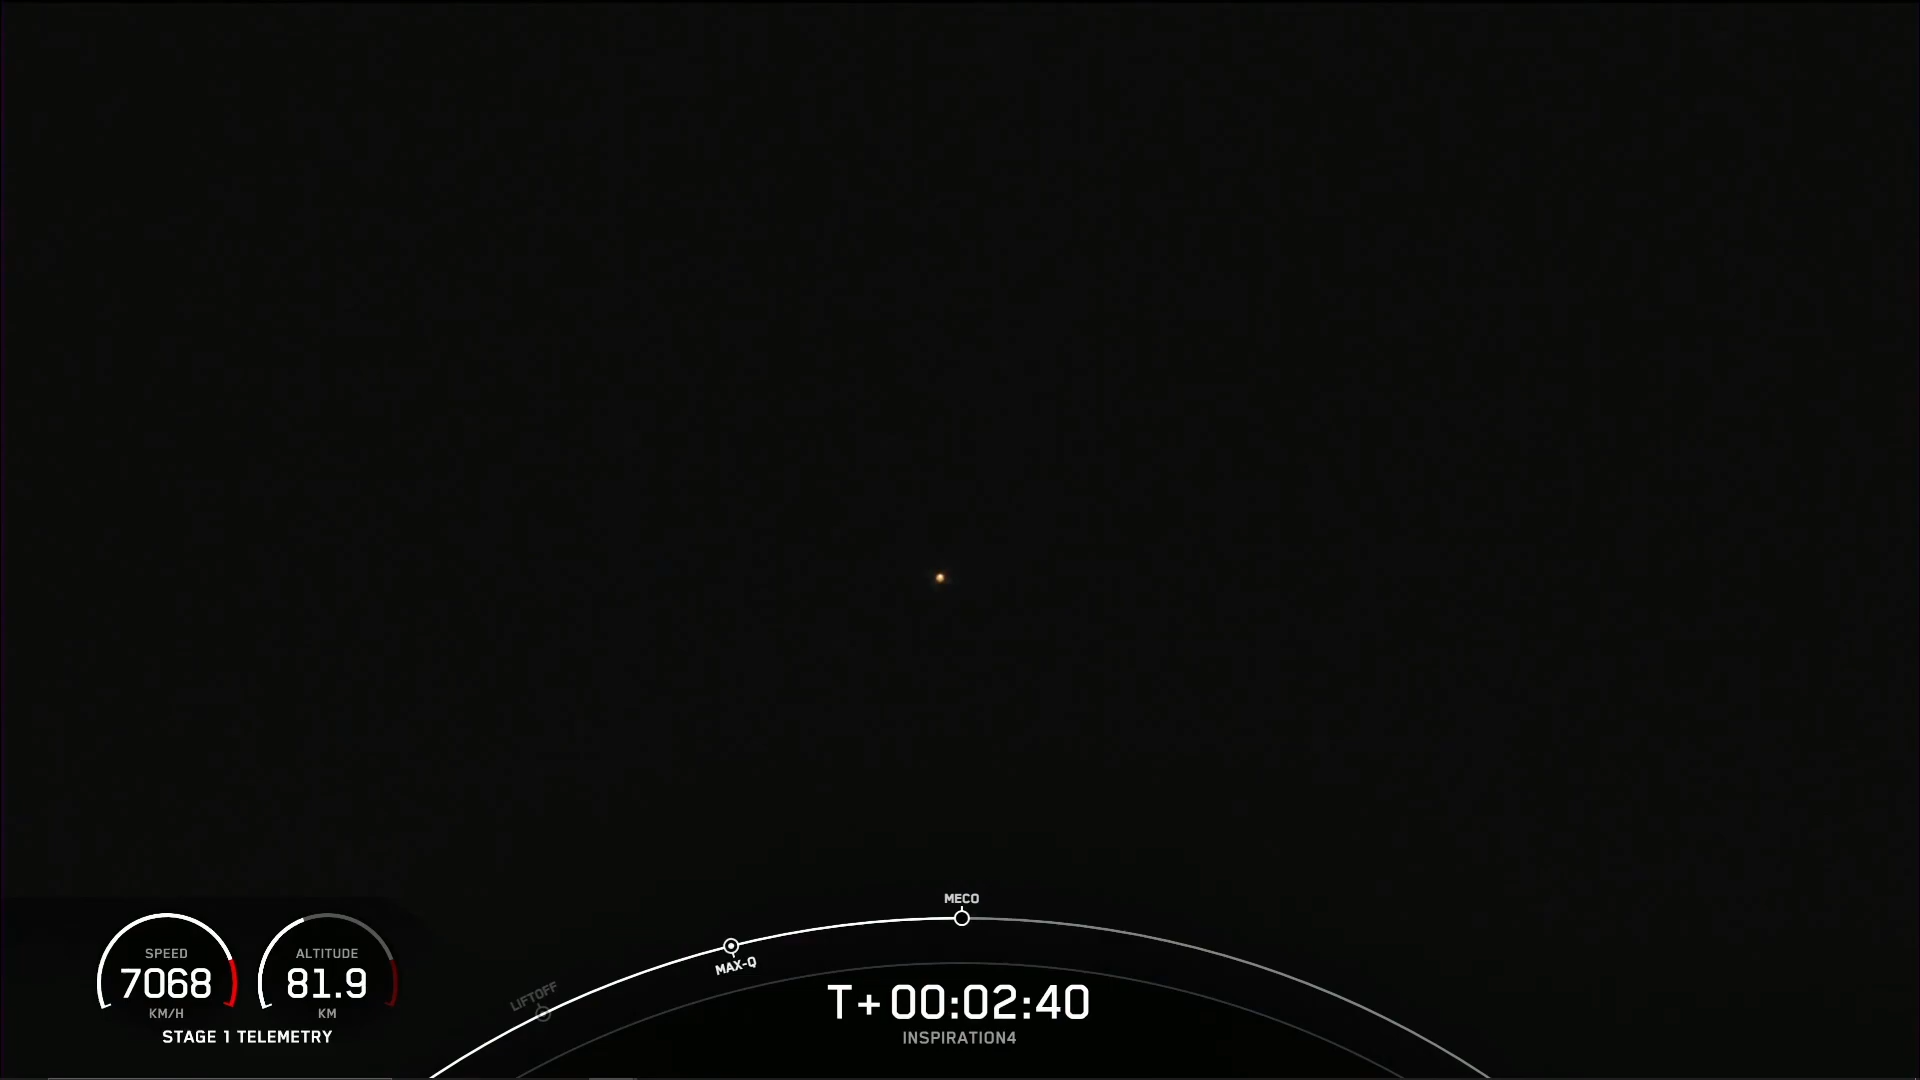 MECO
MAX-Q
LIFTOFF
SPEED
7068
KM/H
ALTITUDE
81.9
KM
STAGE 1 TELEMETRY
T+00:02:40
INSPIRATION4